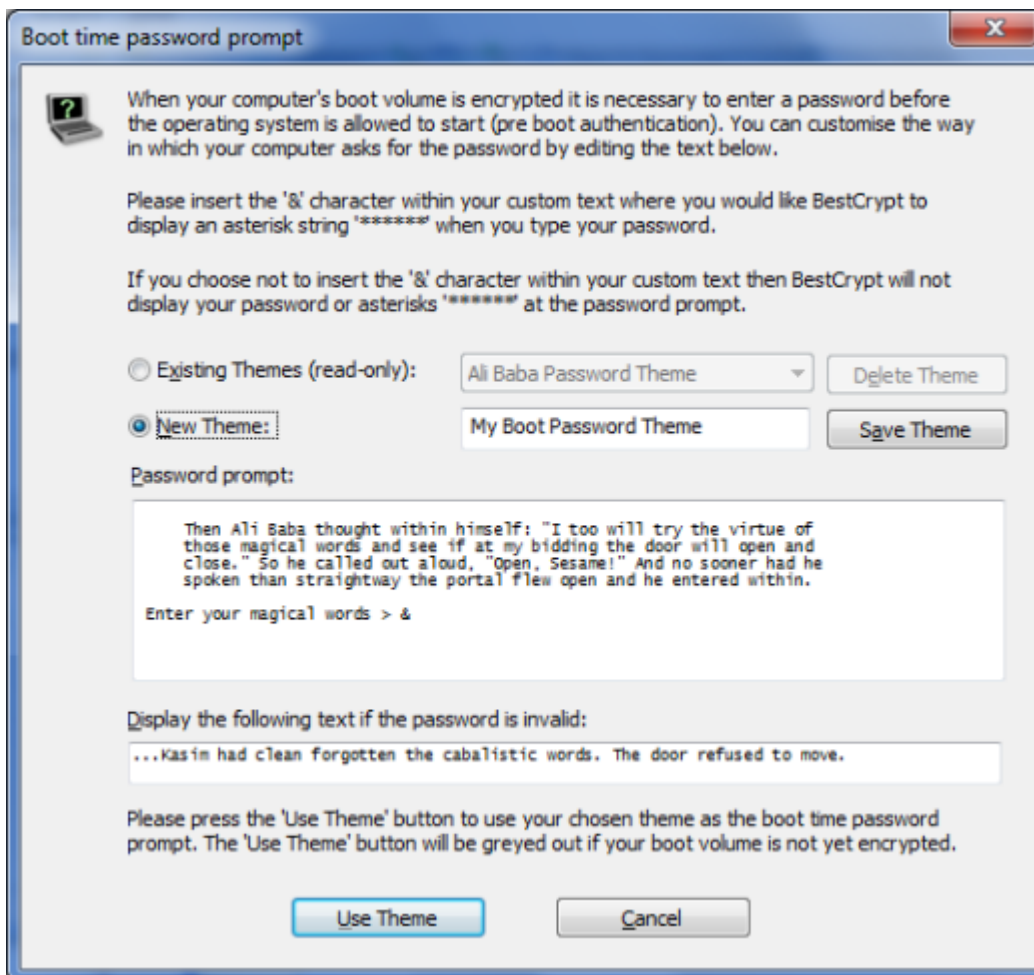 Boot time password prompt
When your computer's boot volume is encrypted it is necessary to enter a password before
the operating system is allowed to start (pre boot authentication). You can customise the way
in which your computer asks for the password by editing the text below.
Please insert the '&' character within your custom text where you would like BestCrypt to
display an asterisk string '******' when you type your password.
If you choose not to insert the '&' character within your custom text then BestCrypt will not
display your password or asterisks '******' at the password prompt.
Existing Themes (read-only): Ali Baba Password Theme Delete Theme
New Theme: My Boot Password Theme Save Theme
Password prompt:
Then Ali Baba thought within himself: "I too will try the virtue of
those magical words and see if at my bidding the door will open and
close." So he called out aloud, "Open, Sesame!" And no sooner had he
spoken than straightway the portal flew open and he entered within.
Enter your magical words > &
Display the following text if the password is invalid:
...Kasim had clean forgotten the cabalistic words. The door refused to move.
Please press the 'Use Theme' button to use your chosen theme as the boot time password
prompt. The 'Use Theme' button will be greyed out if your boot volume is not yet encrypted.
Use Theme Cancel